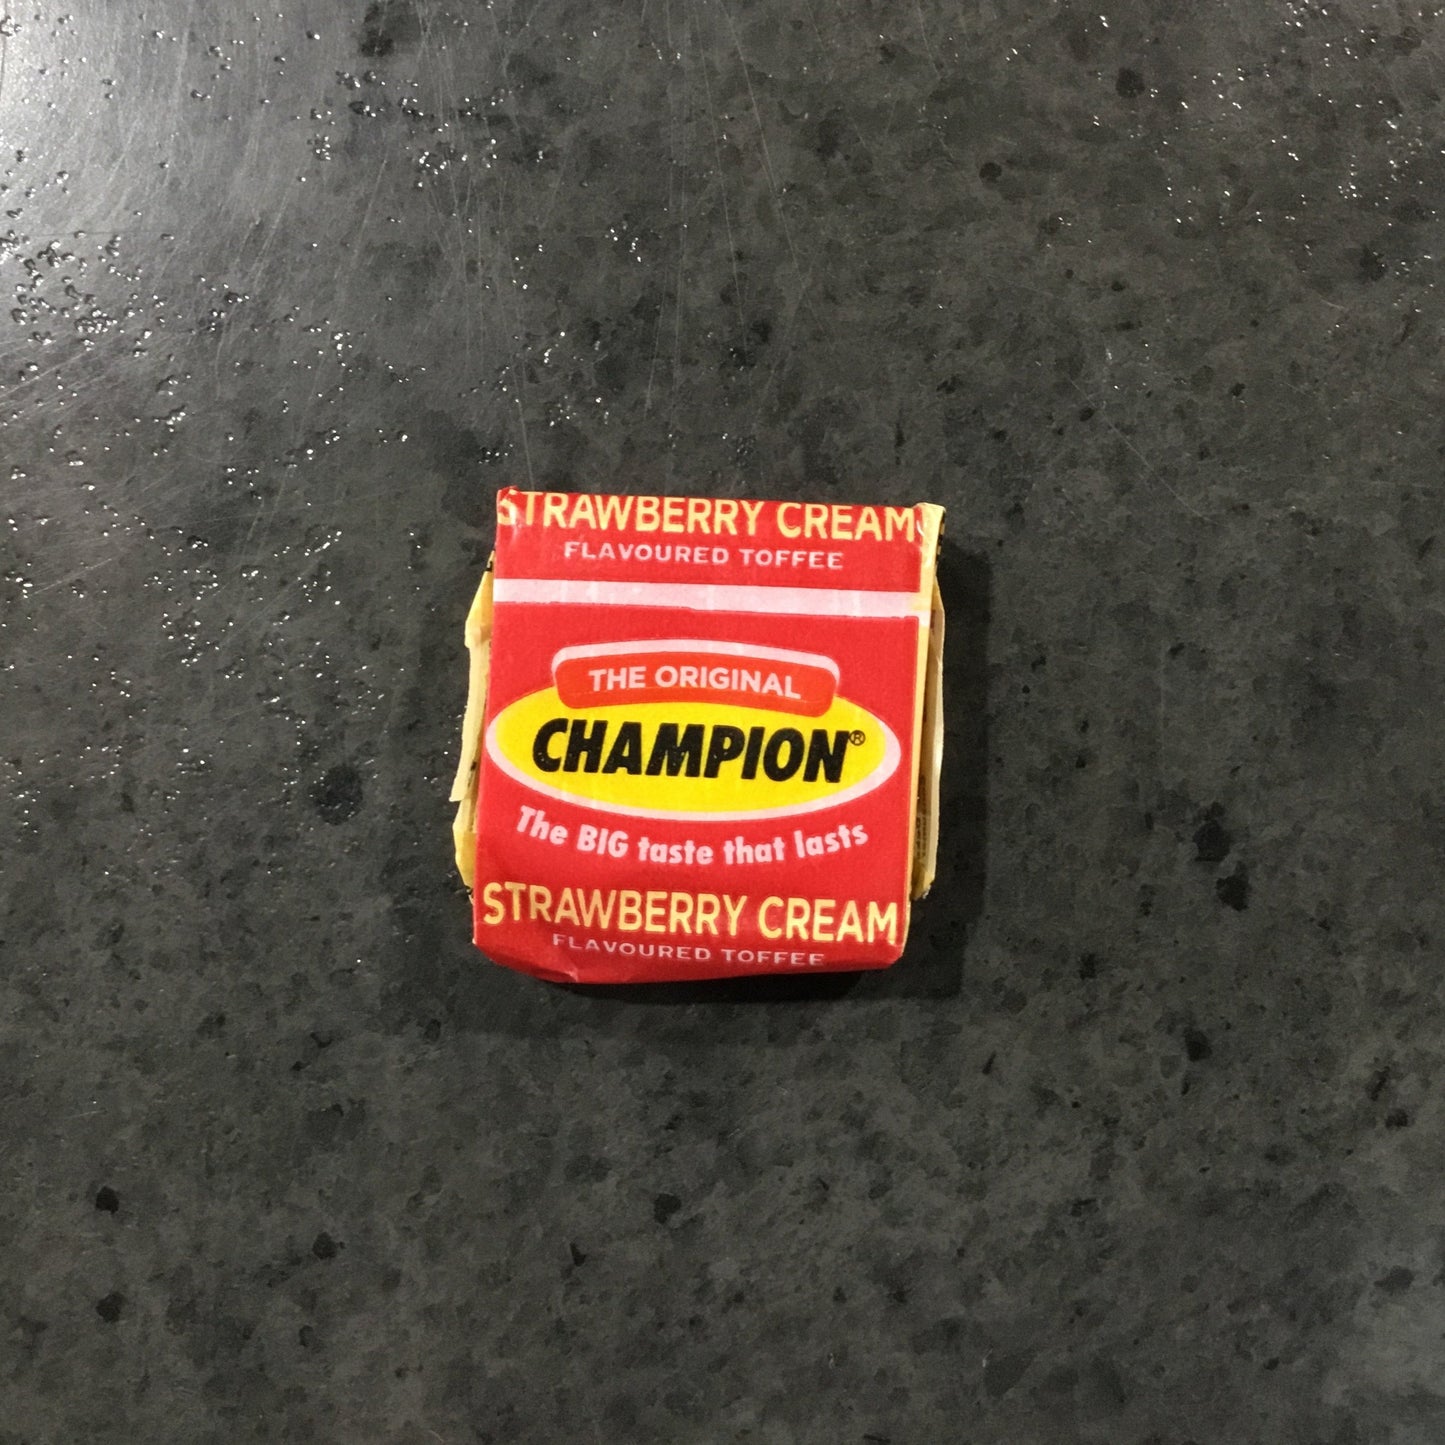 STRAWBERRY CREAM
FLAVOURED TOFFEE
THE ORIGINAL
CHAMPION®
The BIG taste that lasts
STRAWBERRY CREAM
FLAVOURED TOFFEE